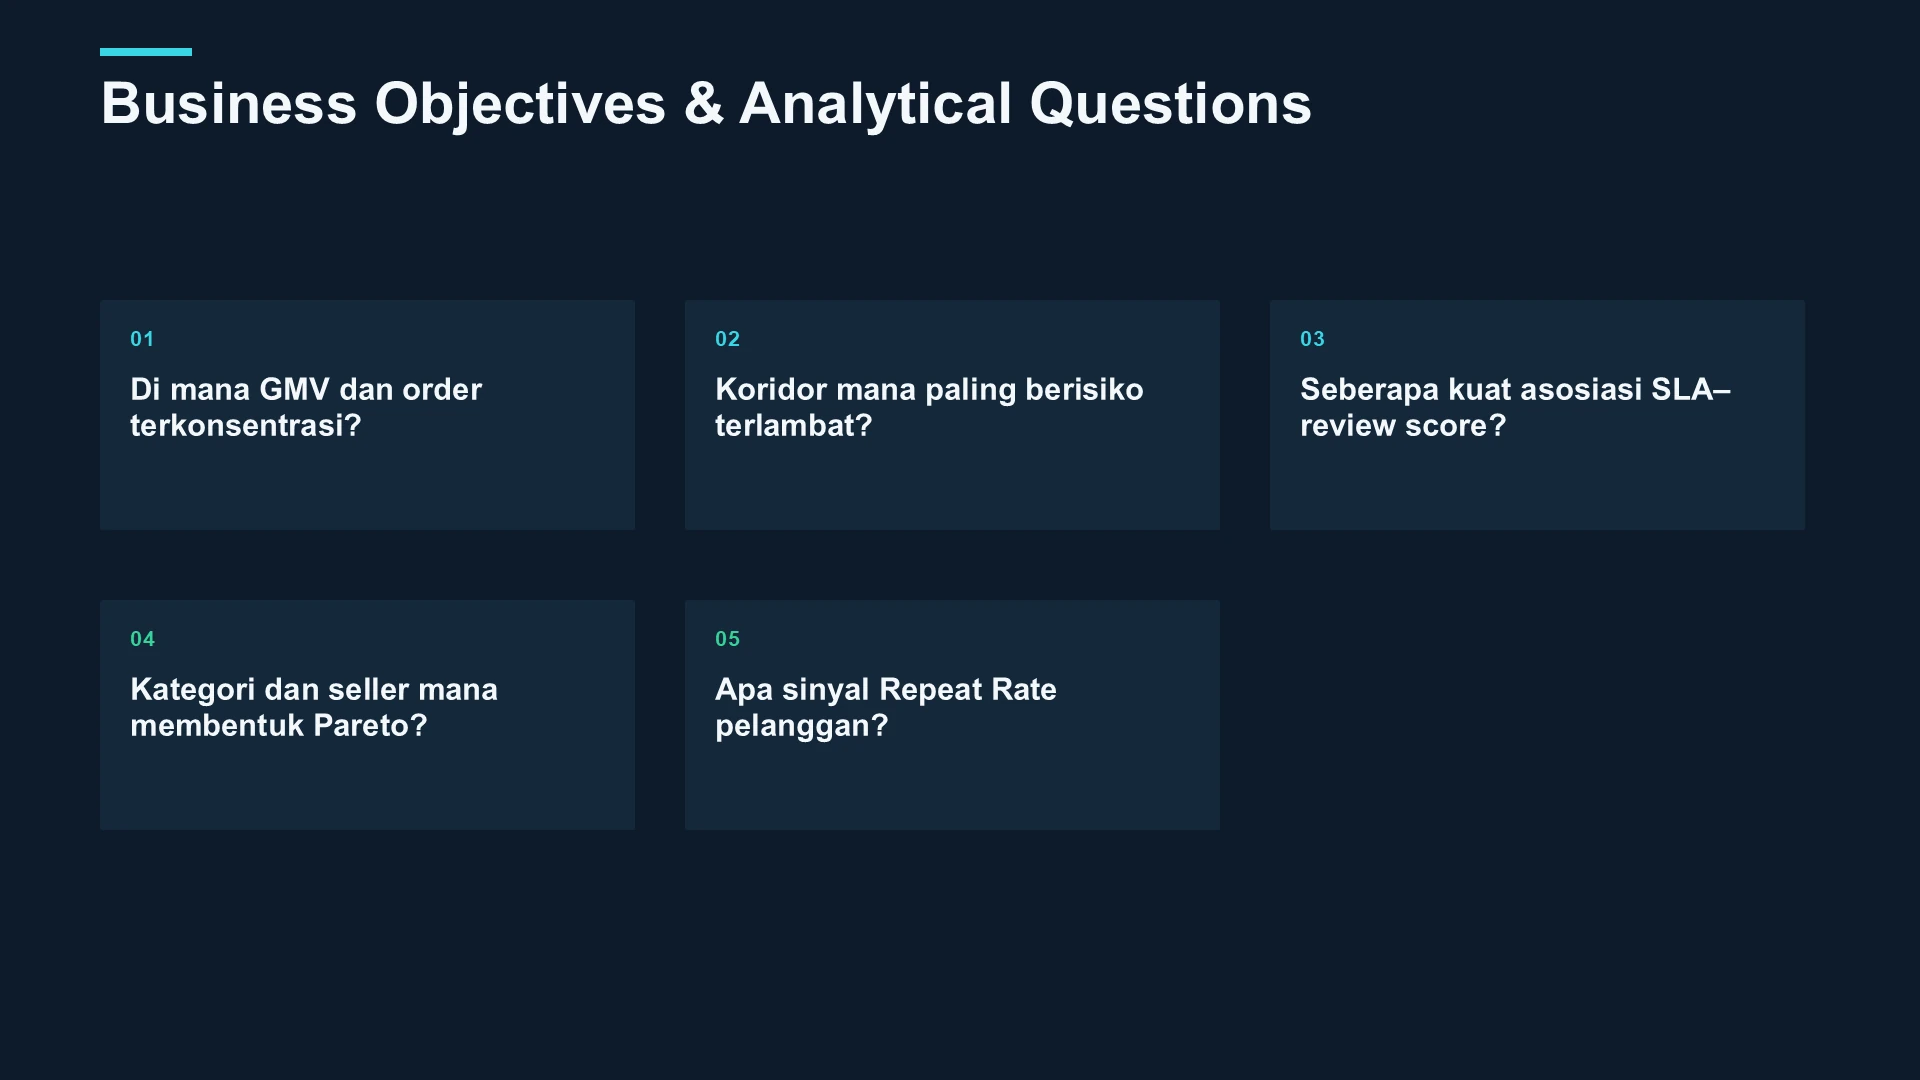 Business Objectives & Analytical Questions
01
Di mana GMV dan order
terkonsentrasi?
02
Koridor mana paling berisiko
terlambat?
03
Seberapa kuat asosiasi SLA–
review score?
04
Kategori dan seller mana
membentuk Pareto?
05
Apa sinyal Repeat Rate
pelanggan?